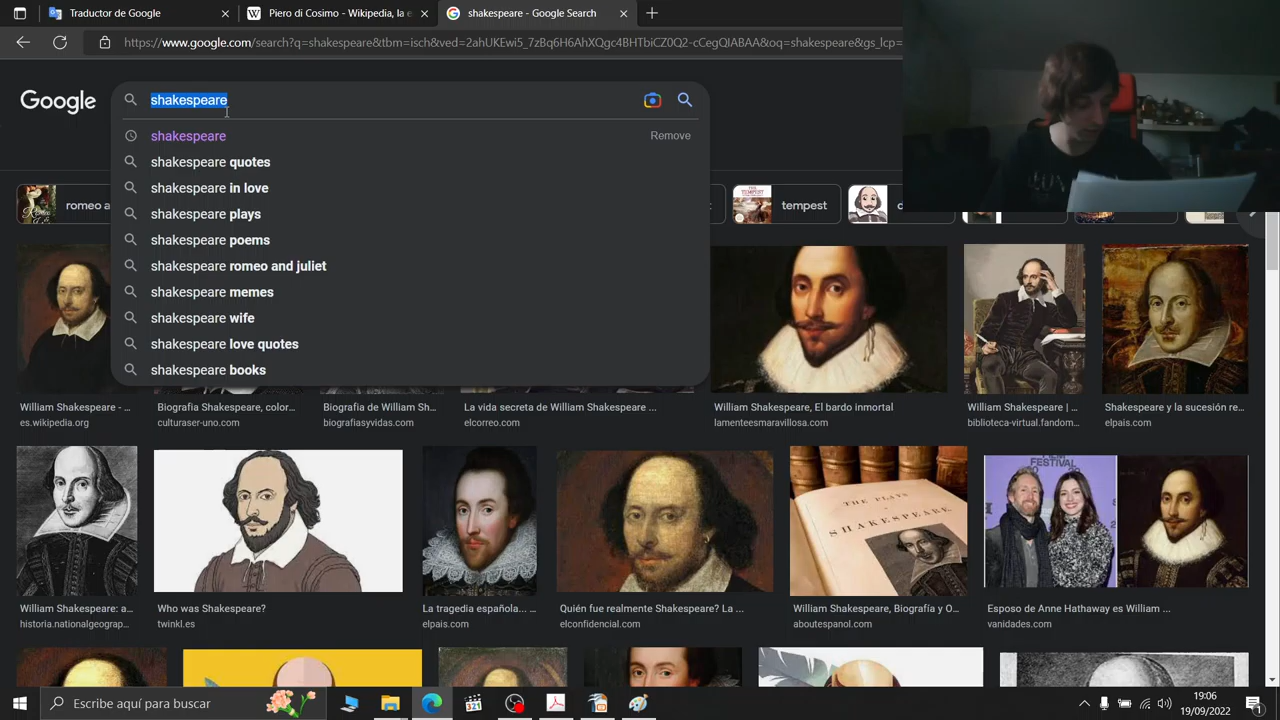 Traductor de Google
Piero di Cosimo - Wikipedia, la e
shakespeare - Google Search
https://www.google.com/search?q=shakespeare&tbm=isch&ved=2ahUKEwi5_7zBq6H6AhXQgc4BHTbiCZ0Q2-cCegQIABAA&oq=shakespeare&gs_lcp=
Google
shakespeare
shakespeare Remove
shakespeare quotes
shakespeare in love
shakespeare plays
shakespeare poems
shakespeare romeo and juliet
shakespeare memes
shakespeare wife
shakespeare love quotes
shakespeare books
romeo a
tempest
William Shakespeare - ...
es.wikipedia.org
Biografia Shakespeare, color...
culturaser-uno.com
Biografia de William Sh...
biografiasyvidas.com
La vida secreta de William Shakespeare ...
elcorreo.com
William Shakespeare, El bardo inmortal
lamenteesmaravillosa.com
William Shakespeare | ...
biblioteca-virtual.fandom...
Shakespeare y la sucesión re...
elpais.com
THE PLAYS
SHAKESPEARE
FILM
FESTIVAL
William Shakespeare: a...
historia.nationalgeograp...
Who was Shakespeare?
twinkl.es
La tragedia española... ...
elpais.com
Quién fue realmente Shakespeare? La ...
elconfidencial.com
William Shakespeare, Biografía y O...
aboutespanol.com
Esposo de Anne Hathaway es William ...
vanidades.com
Escribe aquí para buscar
321
19:06
19/09/2022
1